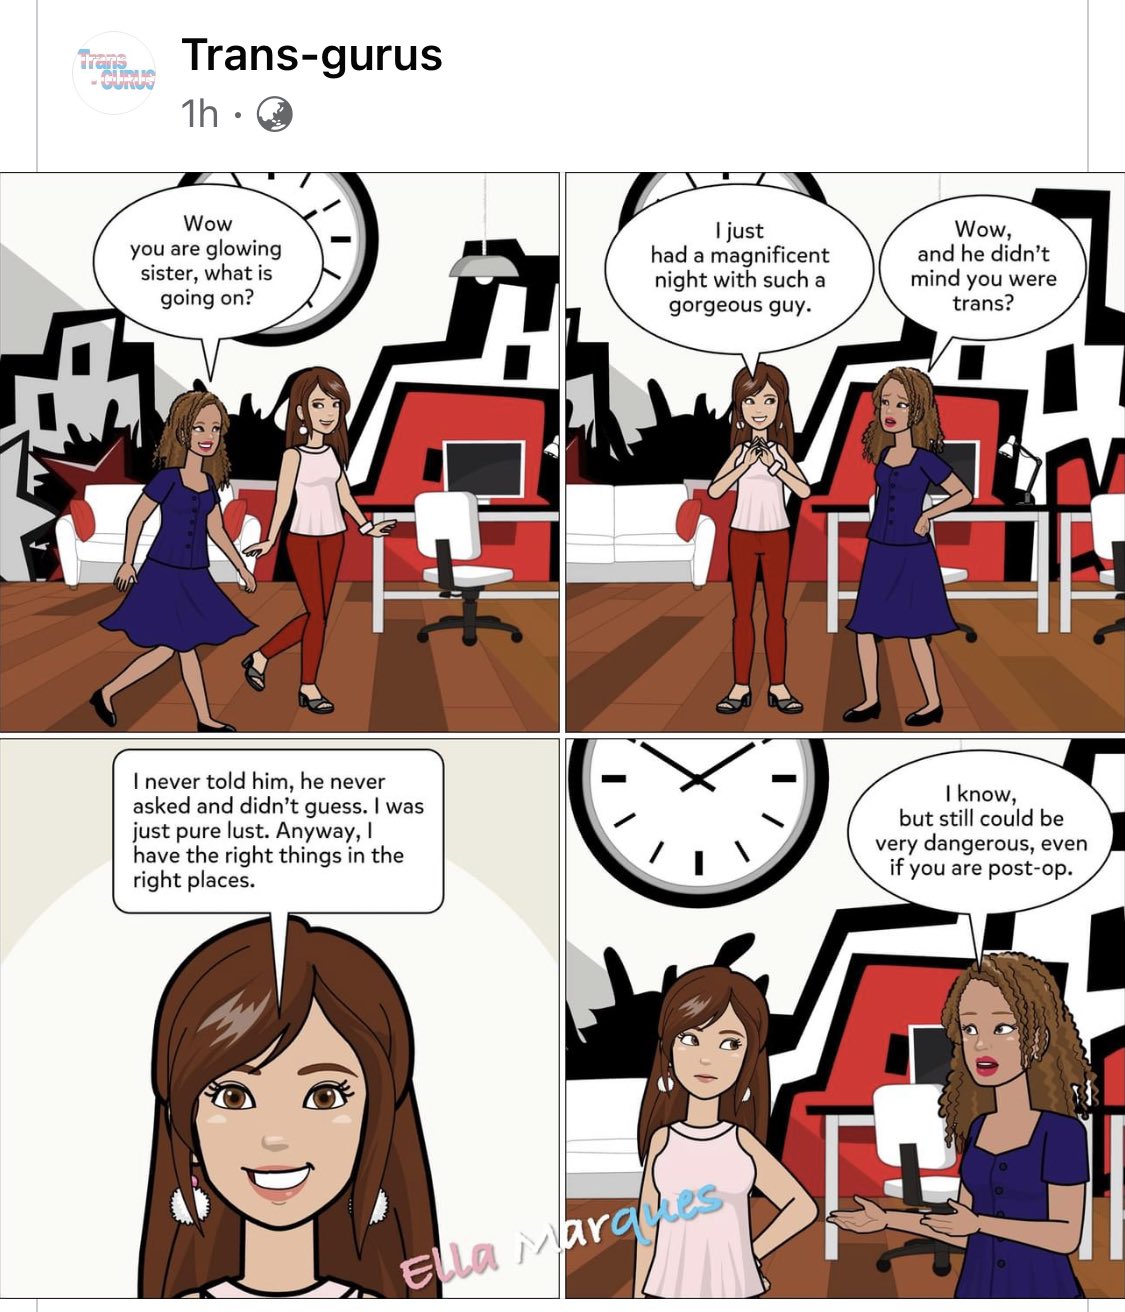 Trans
-GURUS
Trans-gurus
1h ·
Wow
you are glowing
sister, what is
going on?
I just
had a magnificent
night with such a
gorgeous guy.
Wow,
and he didn’t
mind you were
trans?
I never told him, he never
asked and didn’t guess. I was
just pure lust. Anyway, I
have the right things in the
right places.
I know,
but still could be
very dangerous, even
if you are post-op.
Ella Marques